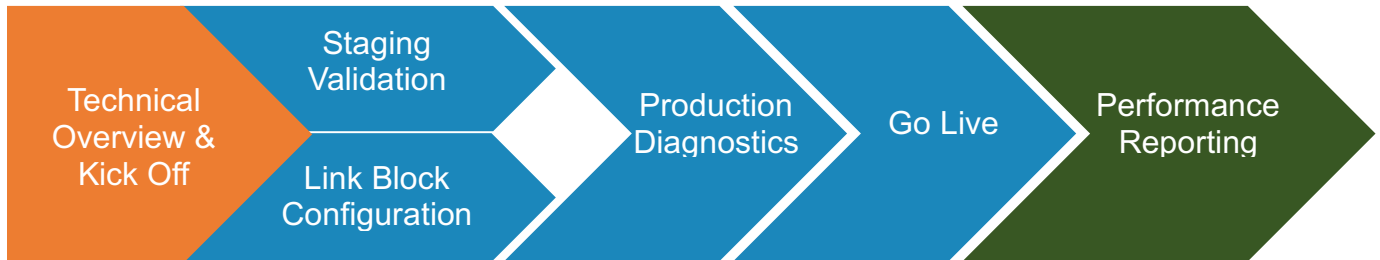 Technical
Overview &
Kick Off
Staging
Validation
Link Block
Configuration
Production
Diagnostics
Go Live
Performance
Reporting